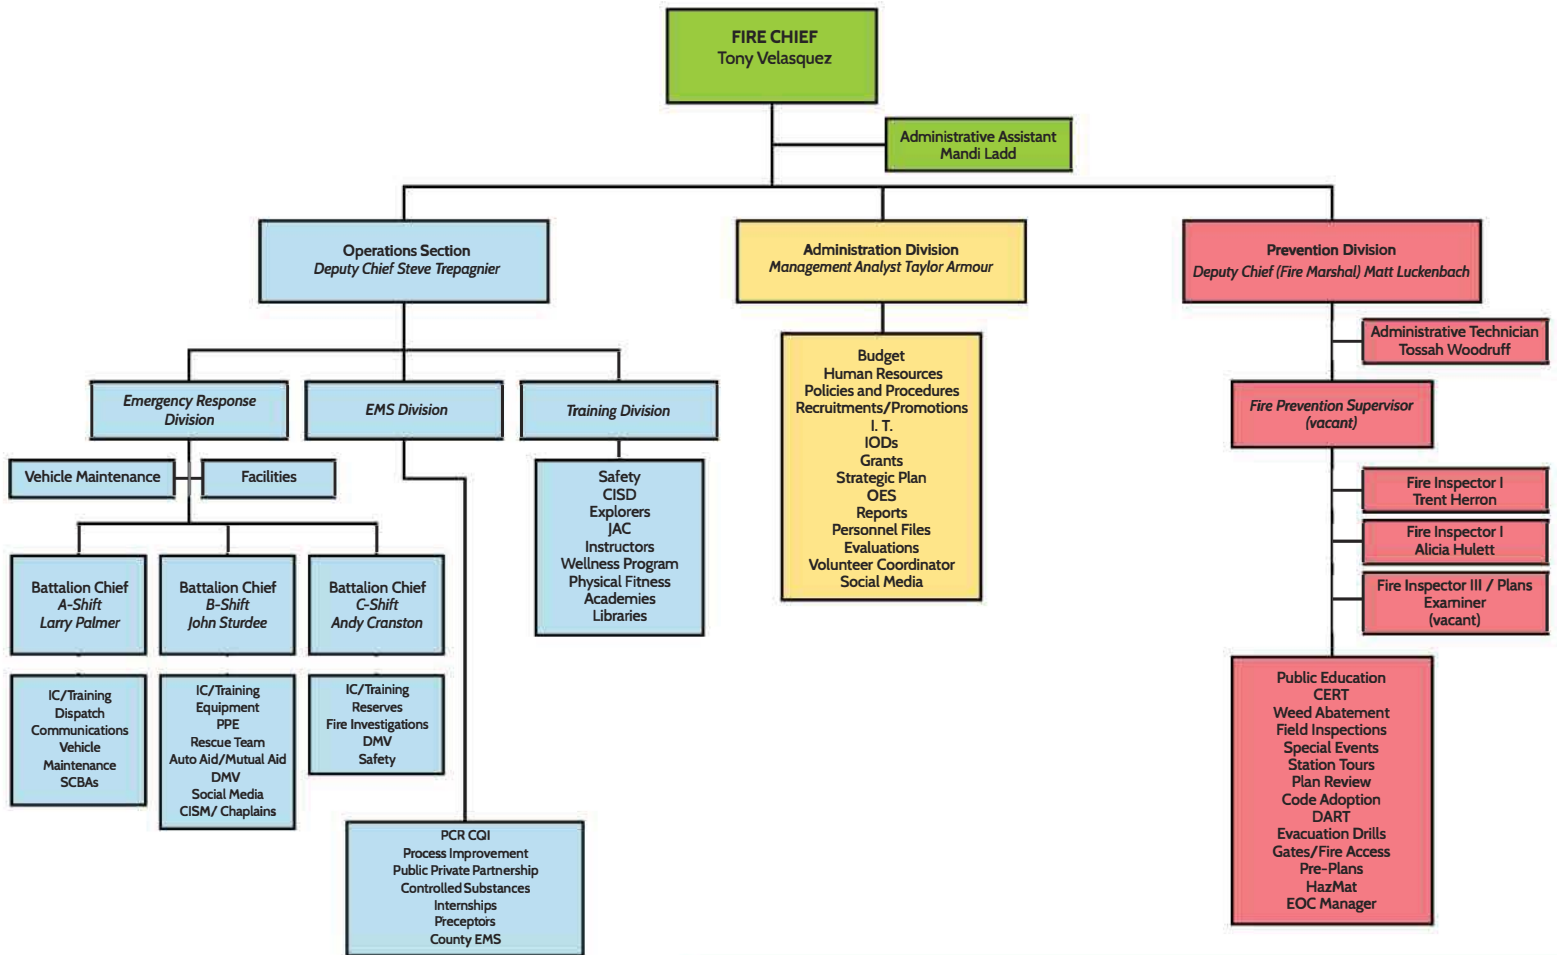 FIRE CHIEF
Tony Velasquez
Administrative Assistant
Mandi Ladd
Operations Section
Deputy Chief Steve Trepagnier
Administration Division
Management Analyst Taylor Armour
Prevention Division
Deputy Chief (Fire Marshal) Matt Luckenbach
Administrative Technician
Tossah Woodruff
Emergency Response
Division
EMS Division
Training Division
Vehicle Maintenance
Facilities
Battalion Chief
A-Shift
Larry Palmer
Battalion Chief
B-Shift
John Sturdee
Battalion Chief
C-Shift
Andy Cranston
IC/Training
Dispatch
Communications
Vehicle
Maintenance
SCBAs
IC/Training
Equipment
PPE
Rescue Team
Auto Aid/Mutual Aid
DMV
Social Media
CISM/ Chaplains
IC/Training
Reserves
Fire Investigations
DMV
Safety
PCR CQI
Process Improvement
Public Private Partnership
Controlled Substances
Internships
Preceptors
County EMS
Safety
CISD
Explorers
JAC
Instructors
Wellness Program
Physical Fitness
Academies
Libraries
Budget
Human Resources
Policies and Procedures
Recruitments/Promotions
I. T.
IODs
Grants
Strategic Plan
OES
Reports
Personnel Files
Evaluations
Volunteer Coordinator
Social Media
Fire Prevention Supervisor
(vacant)
Fire Inspector I
Trent Herron
Fire Inspector I
Alicia Hulett
Fire Inspector III / Plans
Examiner
(vacant)
Public Education
CERT
Weed Abatement
Field Inspections
Special Events
Station Tours
Plan Review
Code Adoption
DART
Evacuation Drills
Gates/Fire Access
Pre-Plans
HazMat
EOC Manager